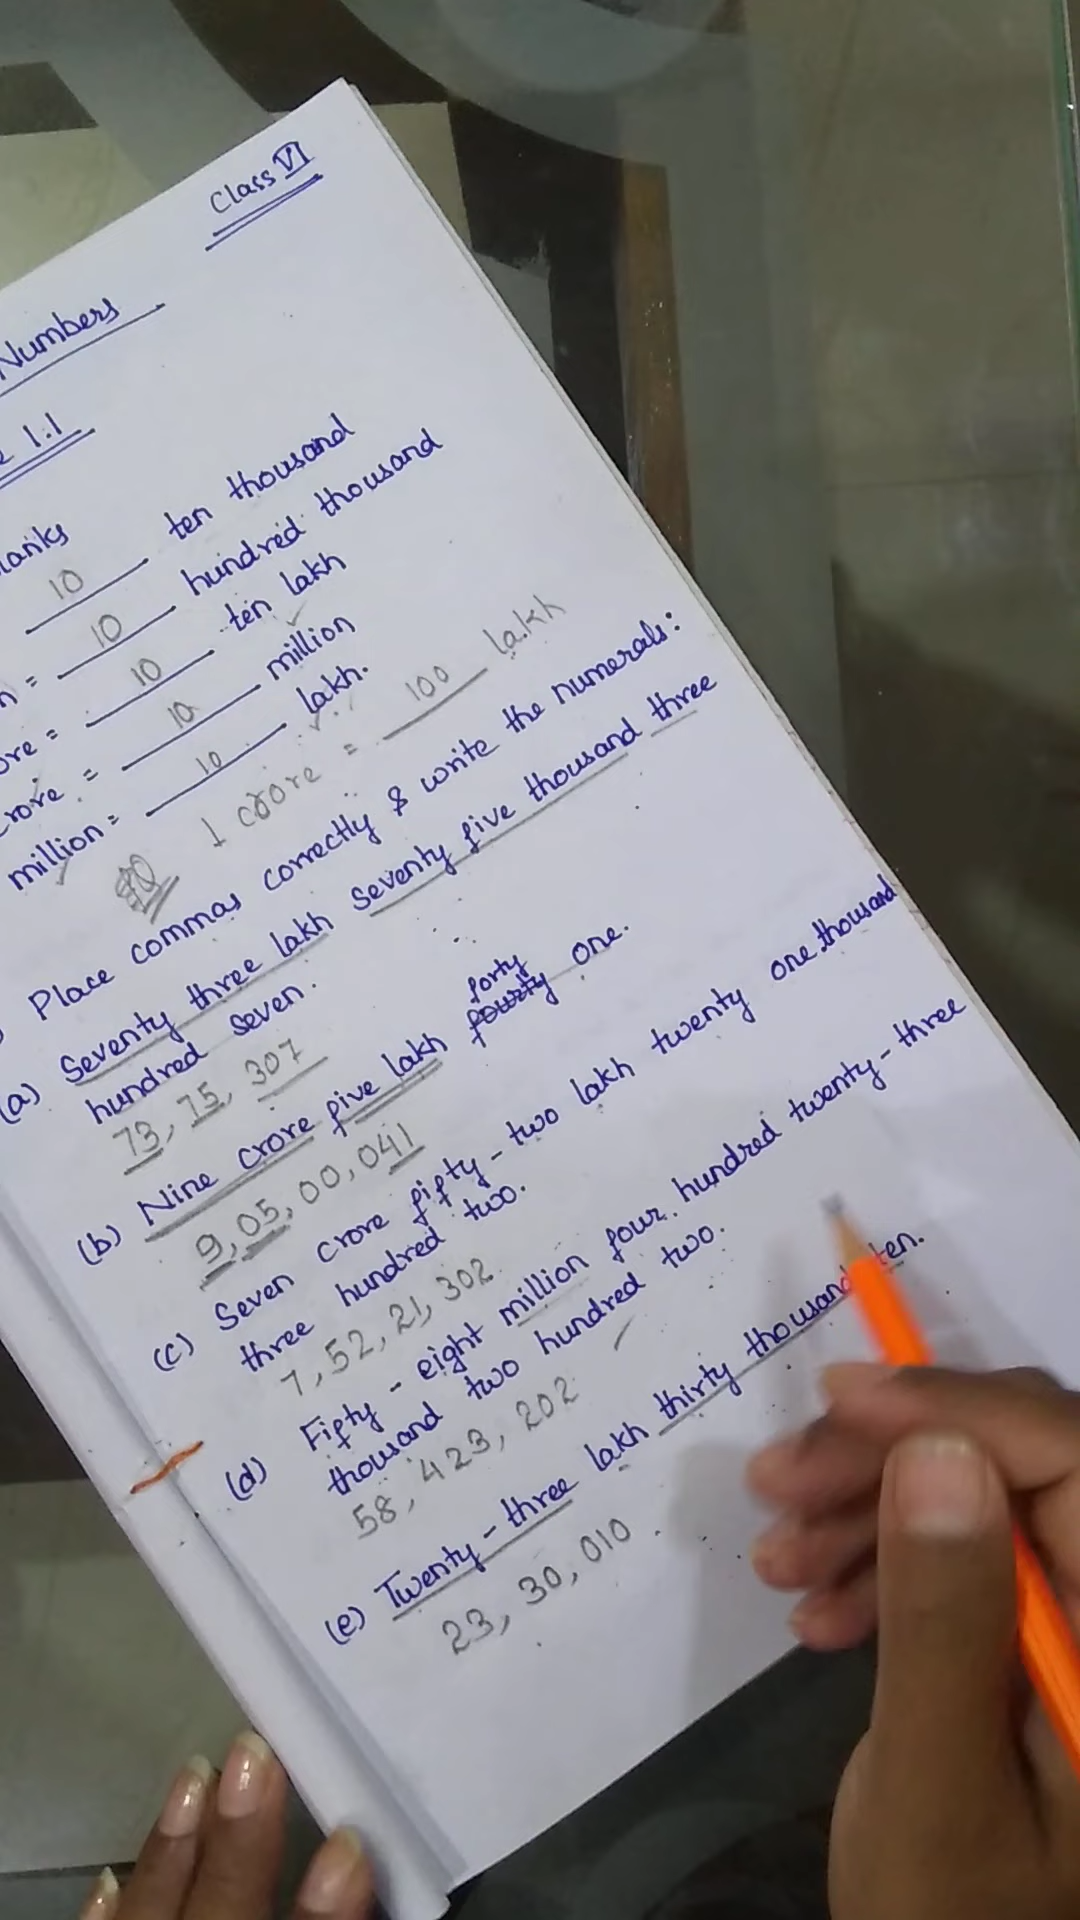 Class VI
Numbers
1.1
10 ten thousand
= 10 hundred thousand
= 10 ten lakh
= 10 million
million = 10 lakh.
1 crore = 100 lakh
Place commas correctly & write the numerals:
(a) Seventy three lakh seventy five thousand three
hundred seven.
73, 75, 307
forty
(b) Nine crore five lakh fourty one.
9,05,00,041
(c) Seven crore fifty-two lakh twenty one thousand
three hundred two.
7,52,21,302
(d) Fifty-eight million four hundred twenty-three
thousand two hundred two.
58, 423, 202
(e) Twenty-three lakh thirty thousand ten.
23, 30, 010